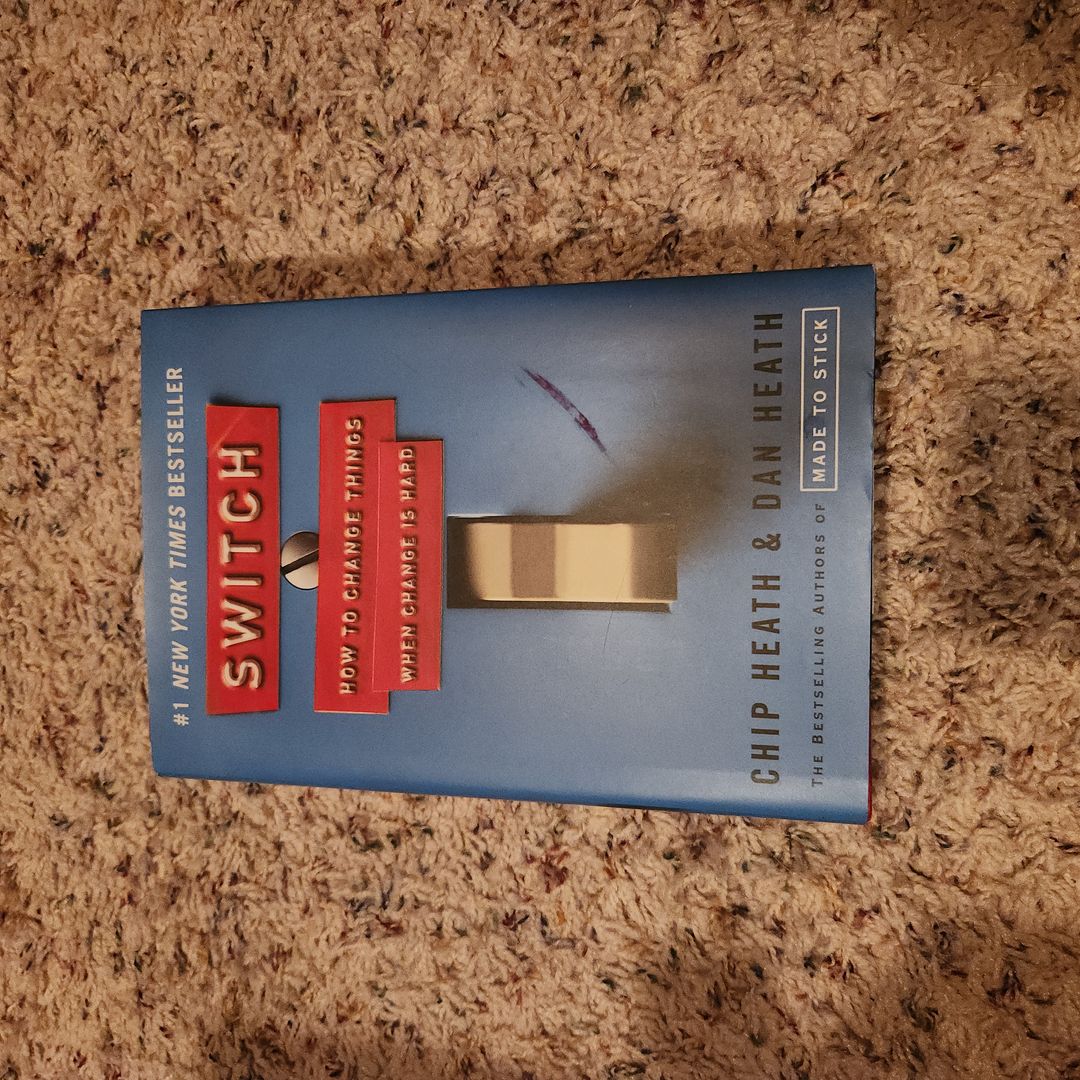 #1 NEW YORK TIMES BESTSELLER
SWITCH
HOW TO CHANGE THINGS
WHEN CHANGE IS HARD
CHIP HEATH & DAN HEATH
THE BESTSELLING AUTHORS OF MADE TO STICK